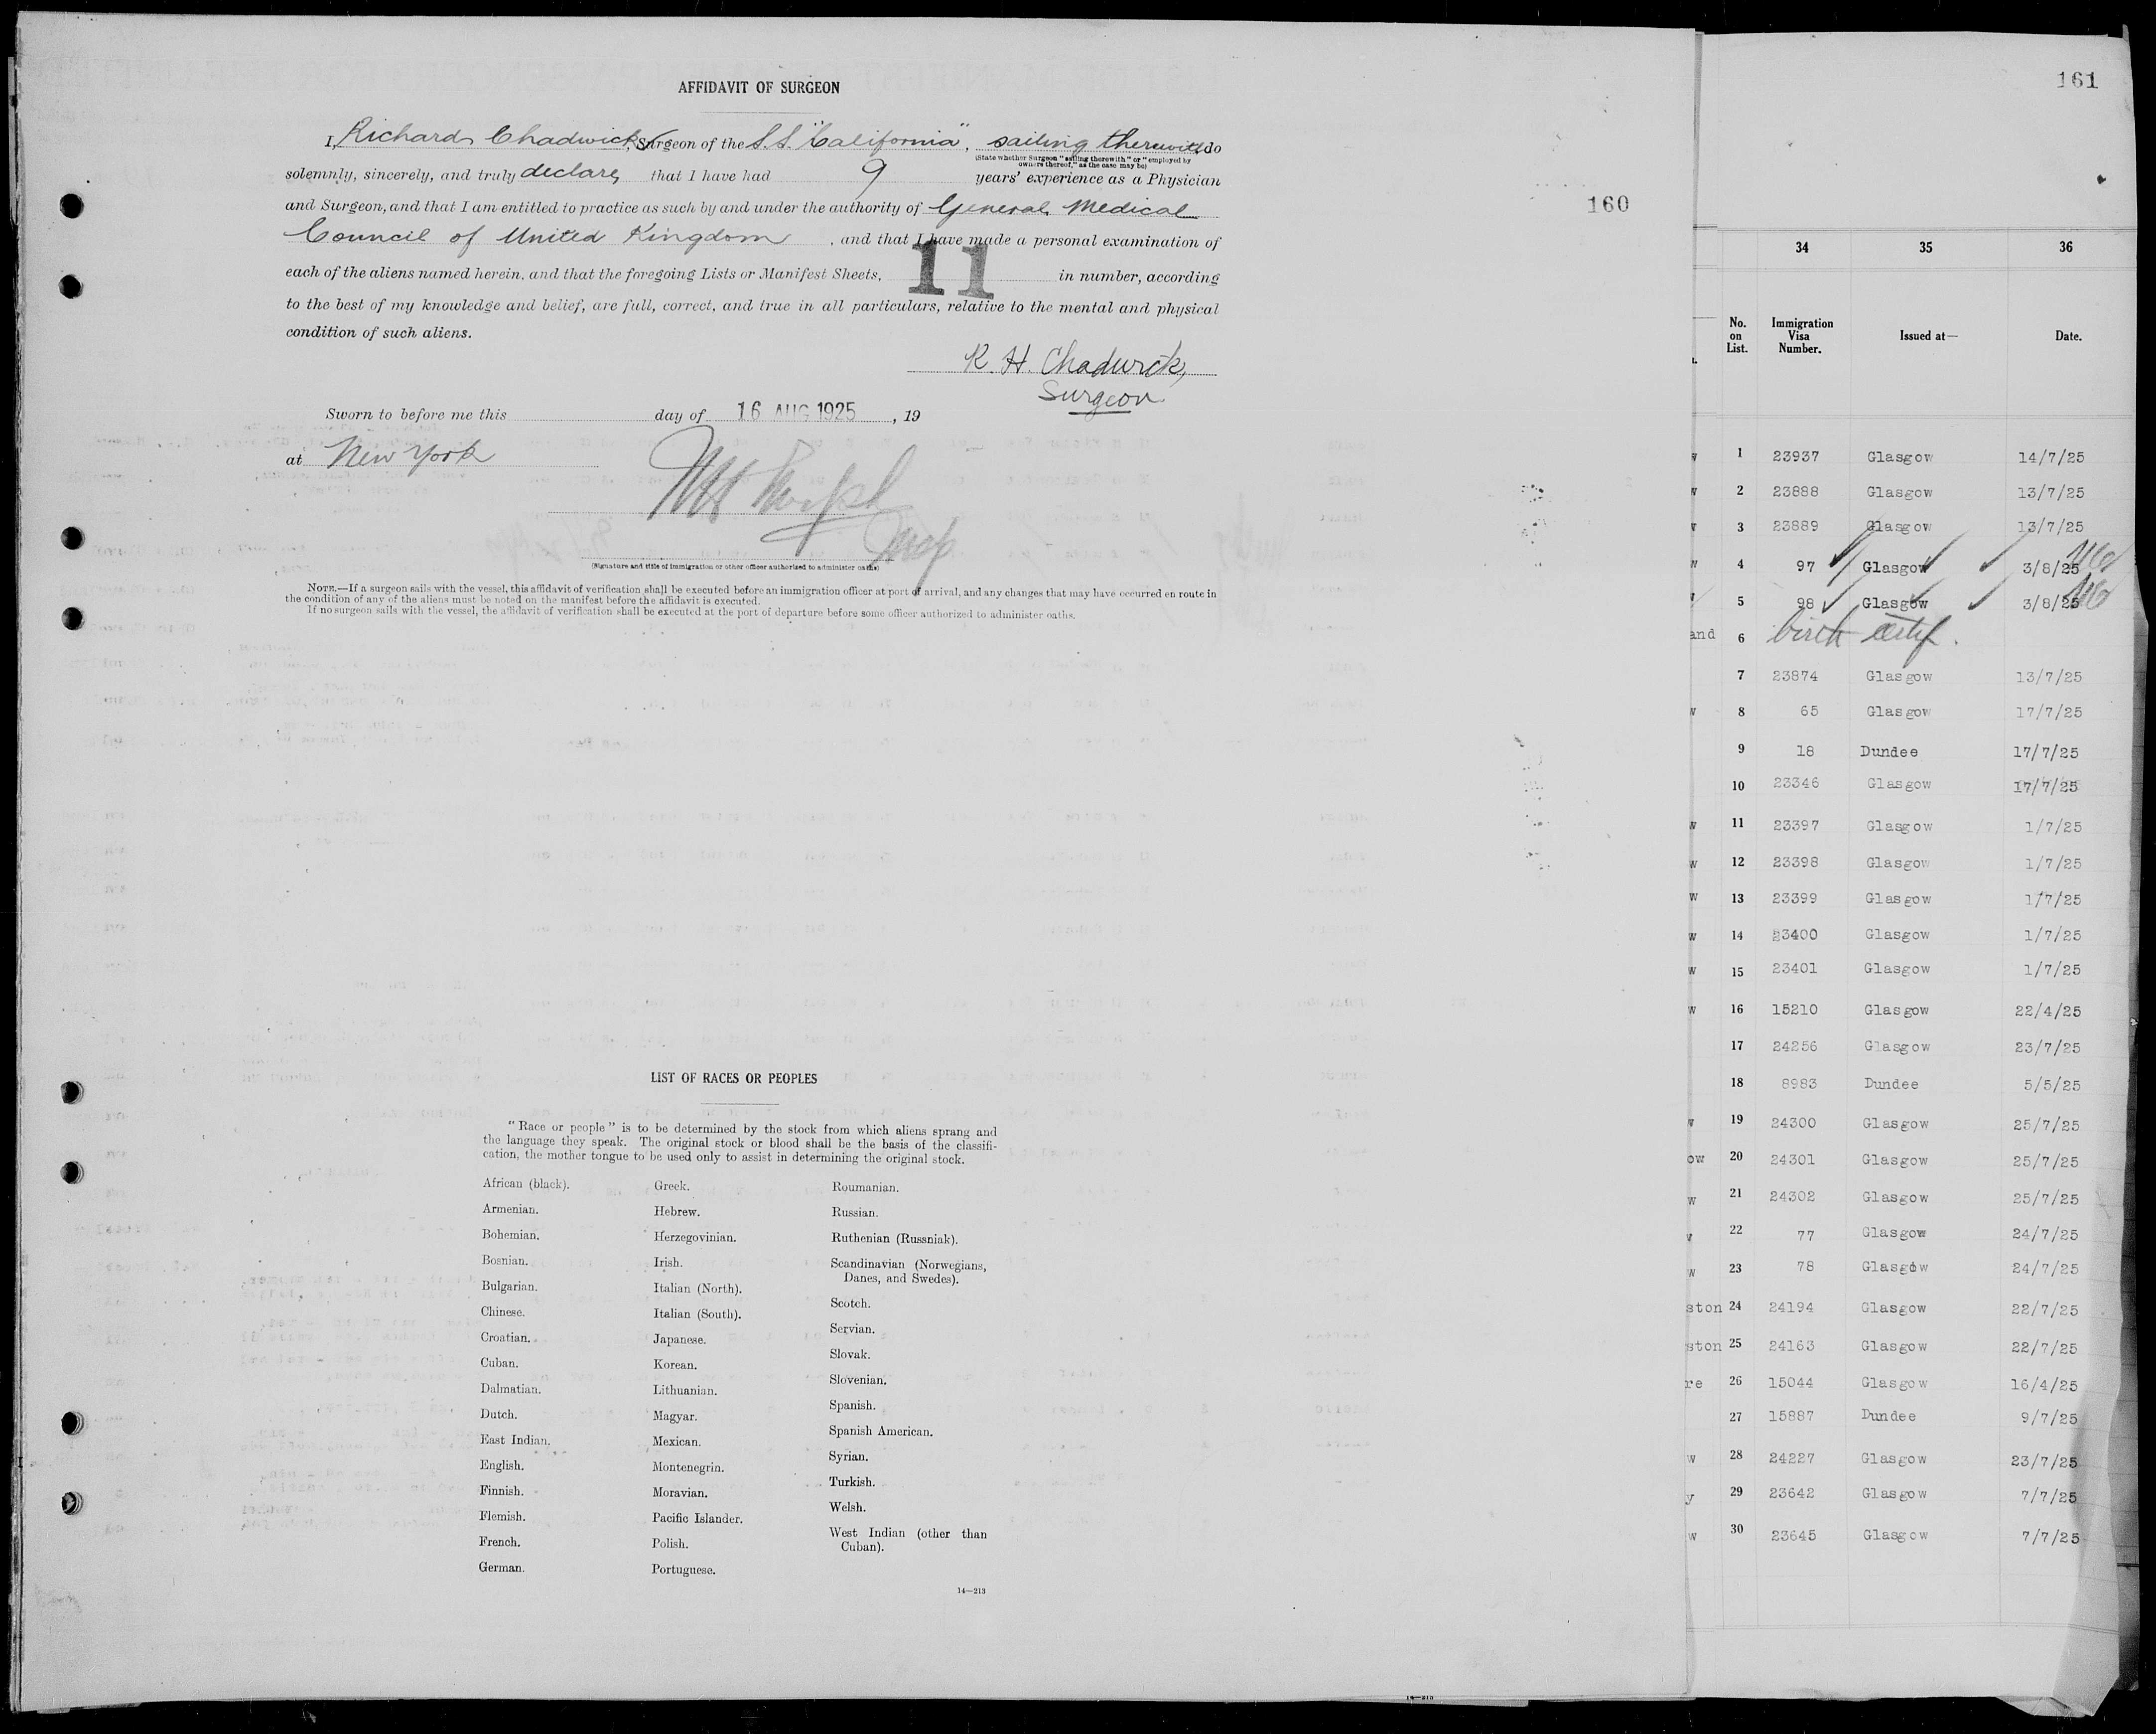 AFFIDAVIT OF SURGEON
I, Richard Chadwick, Surgeon of the S.S. "California", sailing therewith do
(State whether Surgeon "sailing therewith" or "employed by
owners thereof," as the case may be)
solemnly, sincerely, and truly declare that I have had 9 years' experience as a Physician
and Surgeon, and that I am entitled to practice as such by and under the authority of General Medical
Council of United Kingdom, and that I have made a personal examination of
each of the aliens named herein, and that the foregoing Lists or Manifest Sheets, 11 in number, according
to the best of my knowledge and belief, are full, correct, and true in all particulars, relative to the mental and physical
condition of such aliens.
R. H. Chadwick,
Surgeon
Sworn to before me this day of 16 AUG 1925, 19
at New York
(Signature and title of immigration or other officer authorized to administer oaths)
NOTE.—If a surgeon sails with the vessel, this affidavit of verification shall be executed before an immigration officer at port of arrival, and any changes that may have occurred en route in
the condition of any of the aliens must be noted on the manifest before the affidavit is executed.
If no surgeon sails with the vessel, the affidavit of verification shall be executed at the port of departure before some officer authorized to administer oaths.
160
LIST OF RACES OR PEOPLES
"Race or people" is to be determined by the stock from which aliens sprang and
the language they speak. The original stock or blood shall be the basis of the classifi-
cation, the mother tongue to be used only to assist in determining the original stock.
African (black).
Armenian.
Bohemian.
Bosnian.
Bulgarian.
Chinese.
Croatian.
Cuban.
Dalmatian.
Dutch.
East Indian.
English.
Finnish.
Flemish.
French.
German.
Greek.
Hebrew.
Herzegovinian.
Irish.
Italian (North).
Italian (South).
Japanese.
Korean.
Lithuanian.
Magyar.
Mexican.
Montenegrin.
Moravian.
Pacific Islander.
Polish.
Portuguese.
Roumanian.
Russian.
Ruthenian (Russniak).
Scandinavian (Norwegians,
Danes, and Swedes).
Scotch.
Servian.
Slovak.
Slovenian.
Spanish.
Spanish American.
Syrian.
Turkish.
Welsh.
West Indian (other than
Cuban).
14—213
161
34 35 36
No. on List. Immigration Visa Number. Issued at— Date.
w 1 23937 Glasgow 14/7/25
w 2 23888 Glasgow 13/7/25
w 3 23889 Glasgow 13/7/25
w 4 97 Glasgow 3/8/25
5 98 Glasgow 3/8/25
and 6 birth certif.
7 23874 Glasgow 13/7/25
w 8 65 Glasgow 17/7/25
9 18 Dundee 17/7/25
10 23346 Glasgow 17/7/25
w 11 23397 Glasgow 1/7/25
w 12 23398 Glasgow 1/7/25
w 13 23399 Glasgow 1/7/25
w 14 23400 Glasgow 1/7/25
w 15 23401 Glasgow 1/7/25
w 16 15210 Glasgow 22/4/25
17 24256 Glasgow 23/7/25
18 8983 Dundee 5/5/25
w 19 24300 Glasgow 25/7/25
ow 20 24301 Glasgow 25/7/25
w 21 24302 Glasgow 25/7/25
w 22 77 Glasgow 24/7/25
w 23 78 Glasgow 24/7/25
ston 24 24194 Glasgow 22/7/25
ston 25 24163 Glasgow 22/7/25
re 26 15044 Glasgow 16/4/25
27 15887 Dundee 9/7/25
w 28 24227 Glasgow 23/7/25
y 29 23642 Glasgow 7/7/25
w 30 23645 Glasgow 7/7/25
14—213